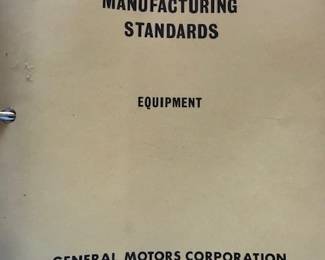 MANUFACTURING
STANDARDS
EQUIPMENT
GENERAL MOTORS CORPORATION